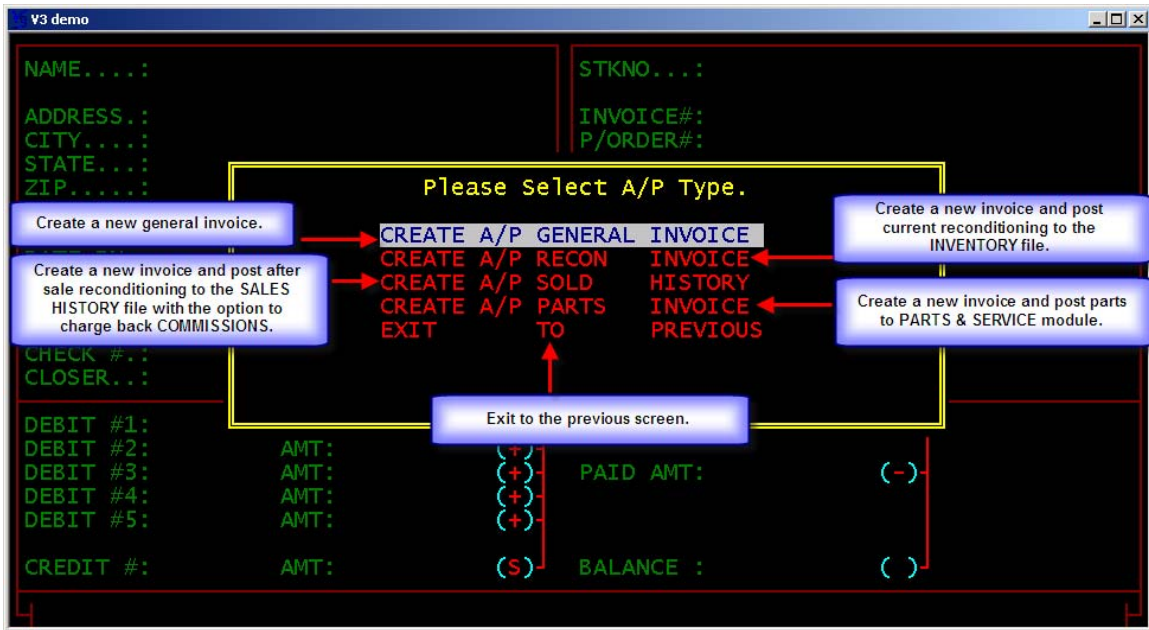 V3 demo
NAME....: STKNO...:
ADDRESS.: INVOICE#:
CITY....: P/ORDER#:
STATE...:
ZIP.....:
Please Select A/P Type.
Create a new general invoice.
CREATE A/P GENERAL INVOICE
CREATE A/P RECON INVOICE
CREATE A/P SOLD HISTORY
CREATE A/P PARTS INVOICE
EXIT TO PREVIOUS
Create a new invoice and post
current reconditioning to the
INVENTORY file.
Create a new invoice and post after
sale reconditioning to the SALES
HISTORY file with the option to
charge back COMMISSIONS.
Create a new invoice and post parts
to PARTS & SERVICE module.
CHECK #.:
CLOSER..:
Exit to the previous screen.
DEBIT #1:
DEBIT #2: AMT: (+)
DEBIT #3: AMT: (+) PAID AMT: (-)
DEBIT #4: AMT: (+)
DEBIT #5: AMT: (+)
CREDIT #: AMT: (S) BALANCE : ( )